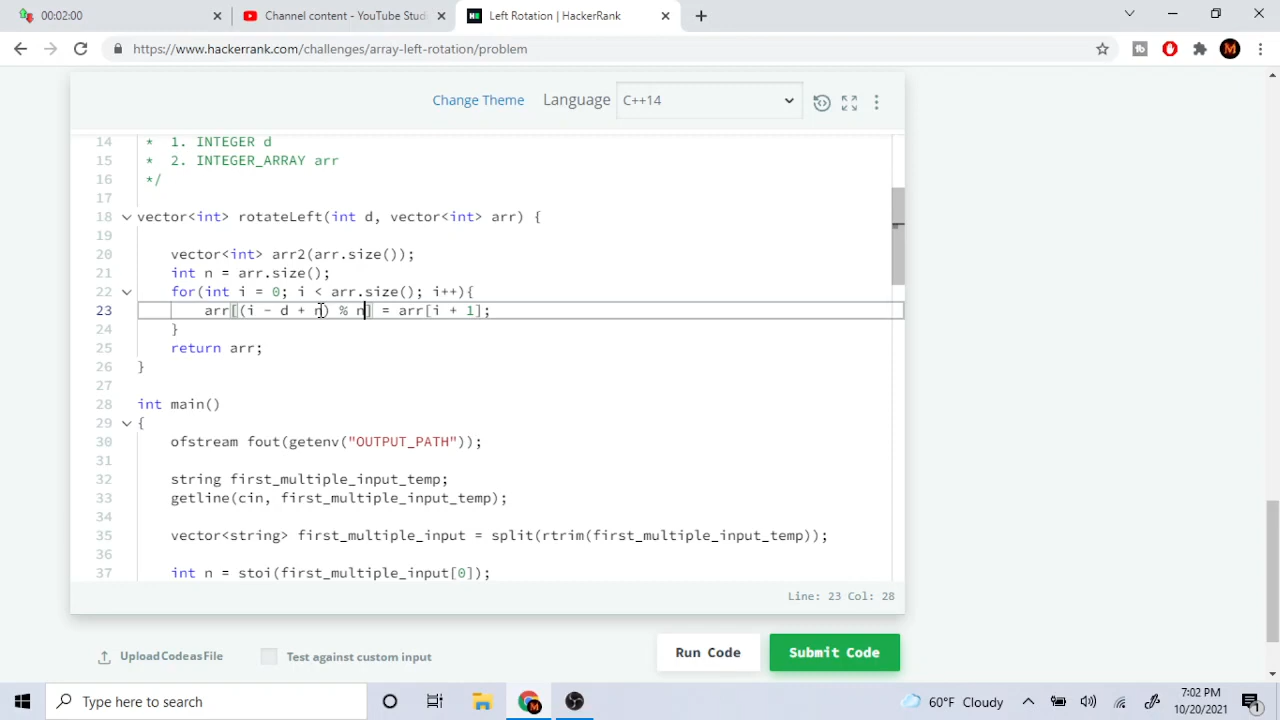 00:02:00
Channel content - YouTube Stud
Left Rotation | HackerRank
https://www.hackerrank.com/challenges/array-left-rotation/problem
M
Change Theme Language C++14
14 * 1. INTEGER d
15 * 2. INTEGER_ARRAY arr
16 */
17
18 vector<int> rotateLeft(int d, vector<int> arr) {
19
20 vector<int> arr2(arr.size());
21 int n = arr.size();
22 for(int i = 0; i < arr.size(); i++){
23 arr[(i - d + n) % n] = arr[i + 1];
24 }
25 return arr;
26 }
27
28 int main()
29 {
30 ofstream fout(getenv("OUTPUT_PATH"));
31
32 string first_multiple_input_temp;
33 getline(cin, first_multiple_input_temp);
34
35 vector<string> first_multiple_input = split(rtrim(first_multiple_input_temp));
36
37 int n = stoi(first_multiple_input[0]);
Line: 23 Col: 28
Upload Code as File
Test against custom input
Run Code
Submit Code
Type here to search
60°F Cloudy
7:02 PM
10/20/2021
1